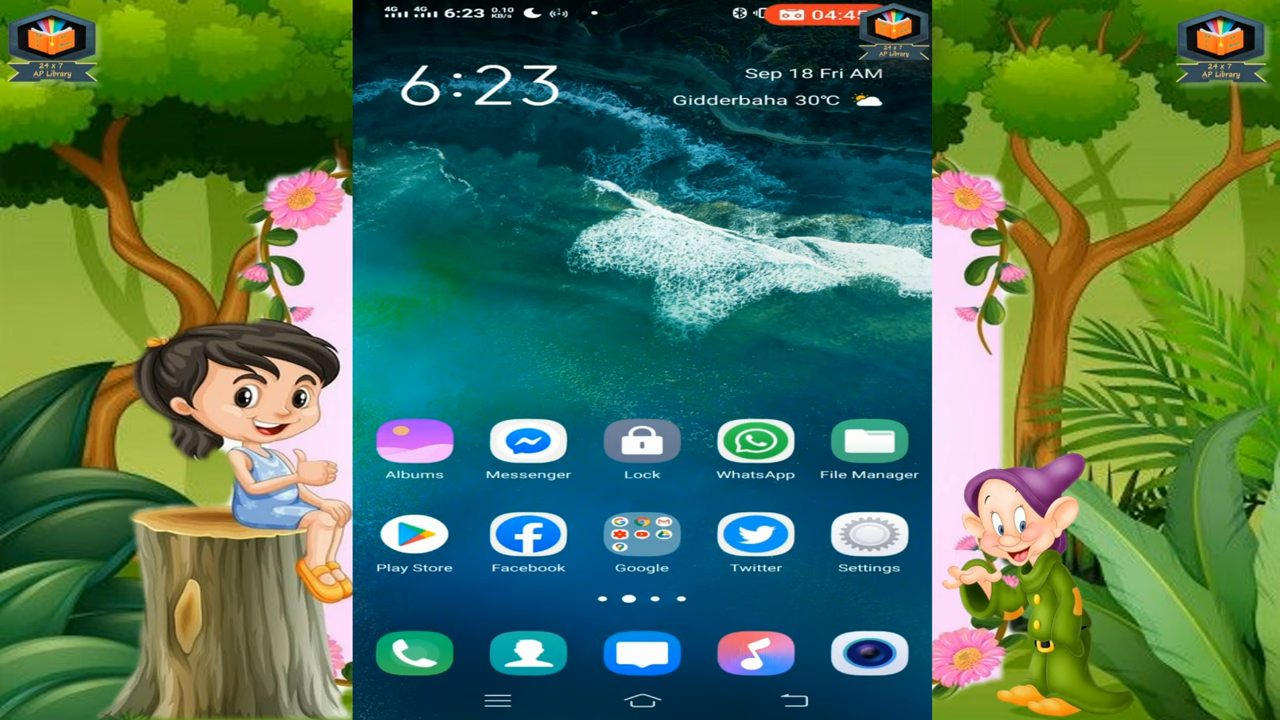 24 x 7
AP Library
4G 4G 6:23 0.10 KB/s
04:45
24 x 7
AP Library
24 x 7
AP Library
6:23
Sep 18 Fri AM
Gidderbaha 30℃
Albums Messenger Lock WhatsApp File Manager
Play Store Facebook Google Twitter Settings